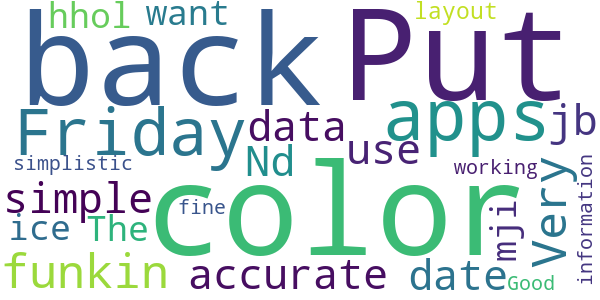 hhol want layout
back Put
Friday data apps jb
Nd use
simplistic working
simple fine color mji Very information
ice The
funkin accurate date Good